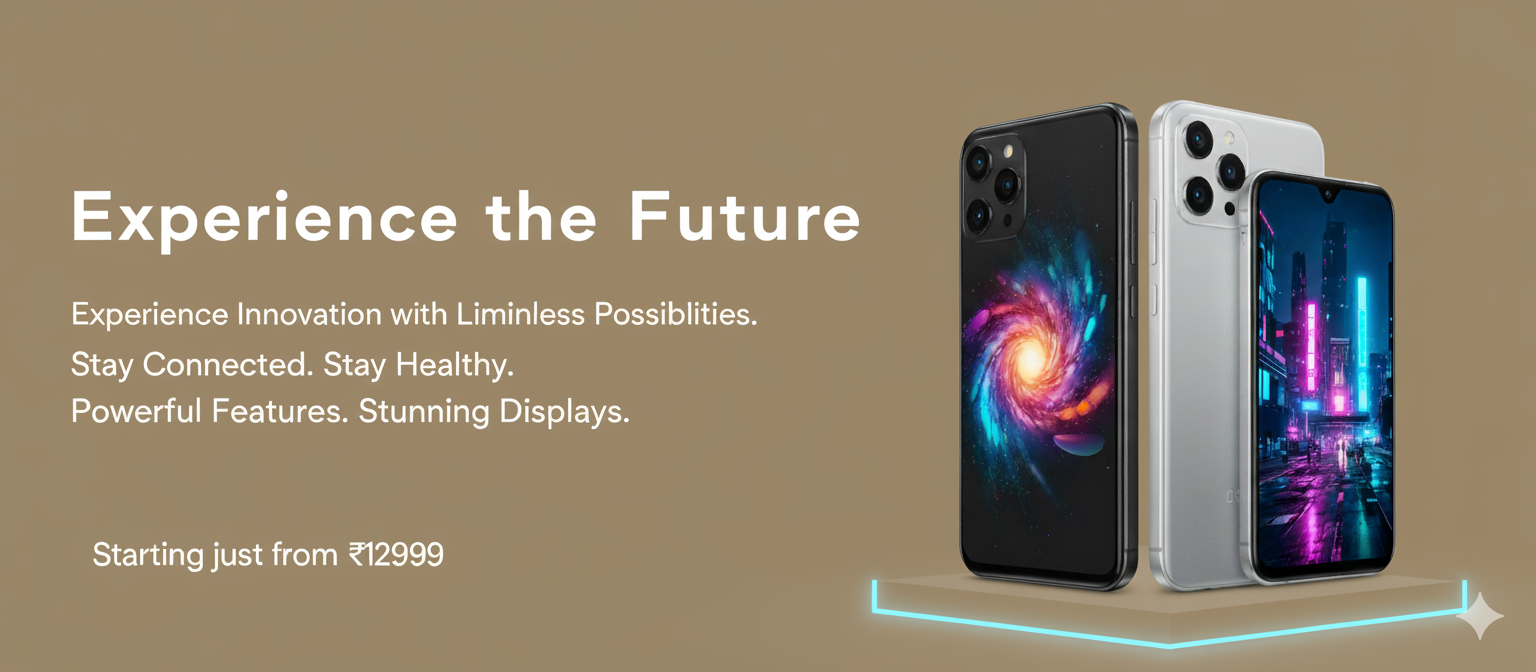 Experience the Future
Experience Innovation with Liminless Possiblities.
Stay Connected. Stay Healthy.
Powerful Features. Stunning Displays.
Starting just from ₹12999